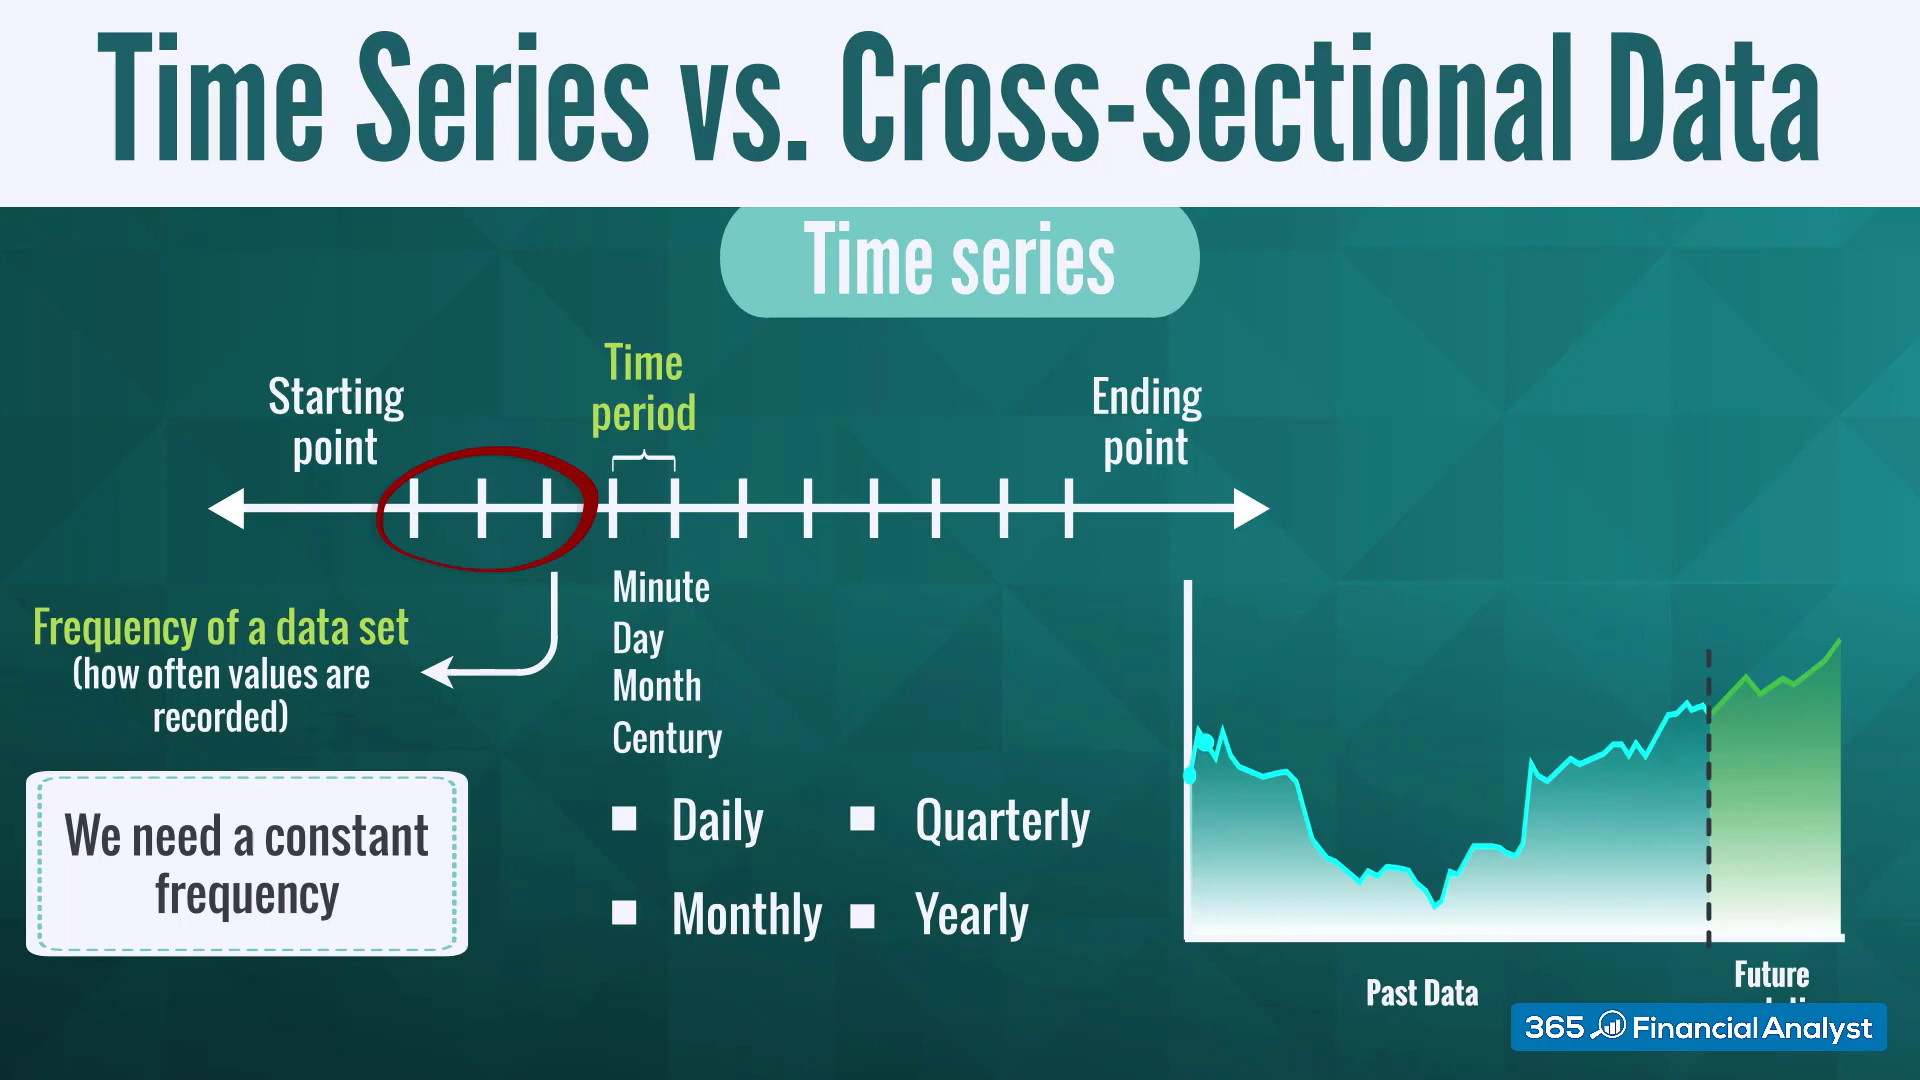 Time Series vs. Cross-sectional Data
Time series
Starting
point
Time
period
Ending
point
Frequency of a data set
(how often values are
recorded)
We need a constant
frequency
Minute
Day
Month
Century
Daily
Quarterly
Monthly
Yearly
Past Data
Future
365 Financial Analyst